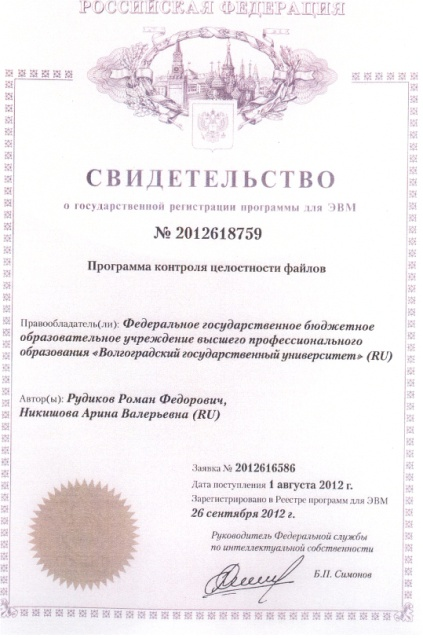 РОССИЙСКАЯ ФЕДЕРАЦИЯ
СВИДЕТЕЛЬСТВО
о государственной регистрации программы для ЭВМ
№ 2012618759
Программа контроля целостности файлов
Правообладатель(ли): Федеральное государственное бюджетное
образовательное учреждение высшего профессионального
образования «Волгоградский государственный университет» (RU)
Автор(ы): Рудиков Роман Федорович,
Никишова Арина Валерьевна (RU)
Заявка № 2012616586
Дата поступления 1 августа 2012 г.
Зарегистрировано в Реестре программ для ЭВМ
26 сентября 2012 г.
Руководитель Федеральной службы
по интеллектуальной собственности
Б.П. Симонов